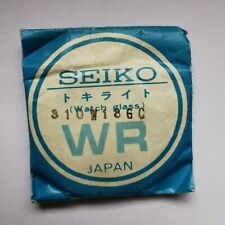 SEIKO
トキライト
(Watch glass)
310W186C
WR
JAPAN